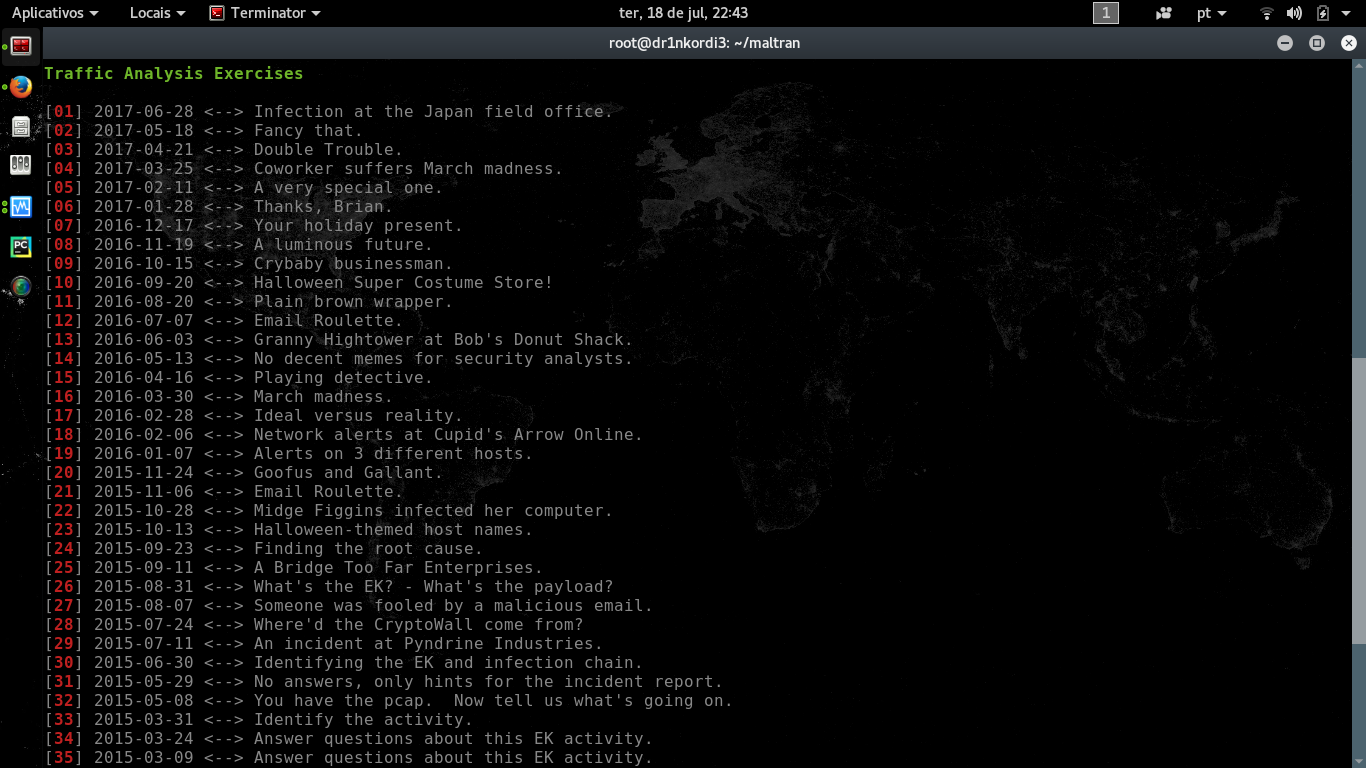 Aplicativos Locais Terminator ter, 18 de jul, 22:43 1 pt
root@dr1nkordi3: ~/maltran
Traffic Analysis Exercises
[01] 2017-06-28 <--> Infection at the Japan field office.
[02] 2017-05-18 <--> Fancy that.
[03] 2017-04-21 <--> Double Trouble.
[04] 2017-03-25 <--> Coworker suffers March madness.
[05] 2017-02-11 <--> A very special one.
[06] 2017-01-28 <--> Thanks, Brian.
[07] 2016-12-17 <--> Your holiday present.
[08] 2016-11-19 <--> A luminous future.
[09] 2016-10-15 <--> Crybaby businessman.
[10] 2016-09-20 <--> Halloween Super Costume Store!
[11] 2016-08-20 <--> Plain brown wrapper.
[12] 2016-07-07 <--> Email Roulette.
[13] 2016-06-03 <--> Granny Hightower at Bob's Donut Shack.
[14] 2016-05-13 <--> No decent memes for security analysts.
[15] 2016-04-16 <--> Playing detective.
[16] 2016-03-30 <--> March madness.
[17] 2016-02-28 <--> Ideal versus reality.
[18] 2016-02-06 <--> Network alerts at Cupid's Arrow Online.
[19] 2016-01-07 <--> Alerts on 3 different hosts.
[20] 2015-11-24 <--> Goofus and Gallant.
[21] 2015-11-06 <--> Email Roulette.
[22] 2015-10-28 <--> Midge Figgins infected her computer.
[23] 2015-10-13 <--> Halloween-themed host names.
[24] 2015-09-23 <--> Finding the root cause.
[25] 2015-09-11 <--> A Bridge Too Far Enterprises.
[26] 2015-08-31 <--> What's the EK? - What's the payload?
[27] 2015-08-07 <--> Someone was fooled by a malicious email.
[28] 2015-07-24 <--> Where'd the CryptoWall come from?
[29] 2015-07-11 <--> An incident at Pyndrine Industries.
[30] 2015-06-30 <--> Identifying the EK and infection chain.
[31] 2015-05-29 <--> No answers, only hints for the incident report.
[32] 2015-05-08 <--> You have the pcap.  Now tell us what's going on.
[33] 2015-03-31 <--> Identify the activity.
[34] 2015-03-24 <--> Answer questions about this EK activity.
[35] 2015-03-09 <--> Answer questions about this EK activity.
PC